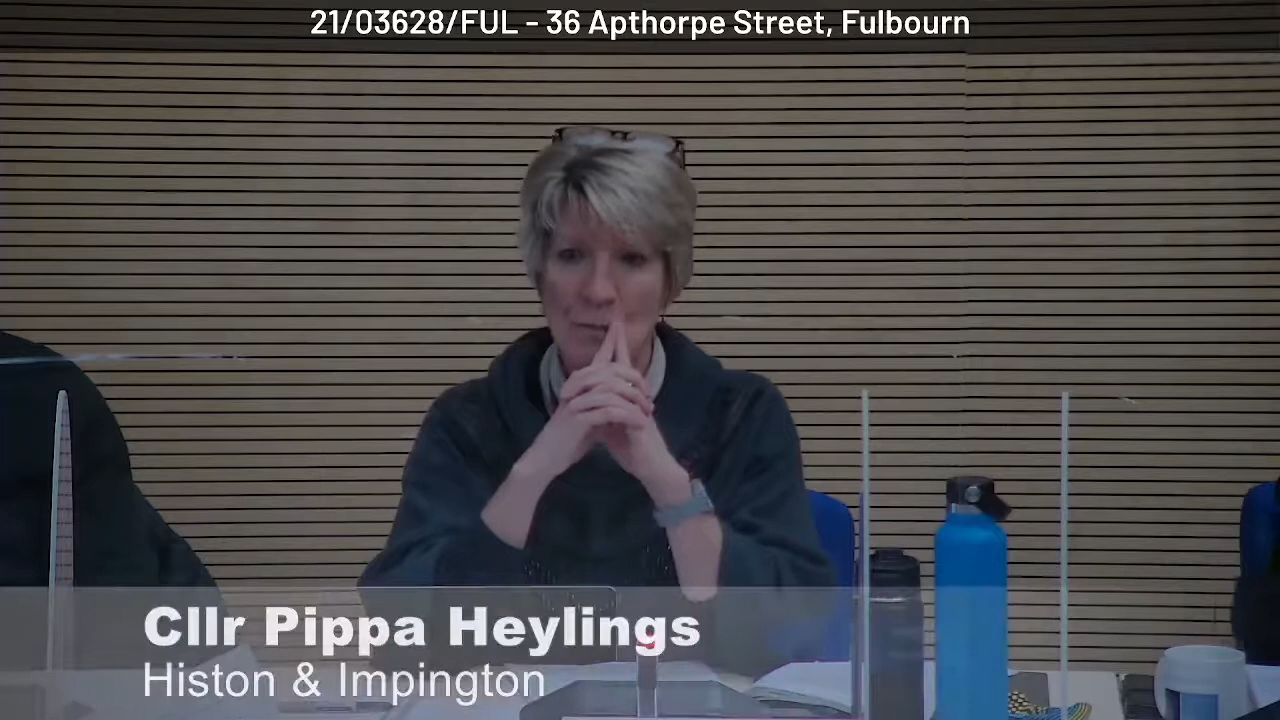 21/03628/FUL - 36 Apthorpe Street, Fulbourn
Cllr Pippa Heylings
Histon & Impington